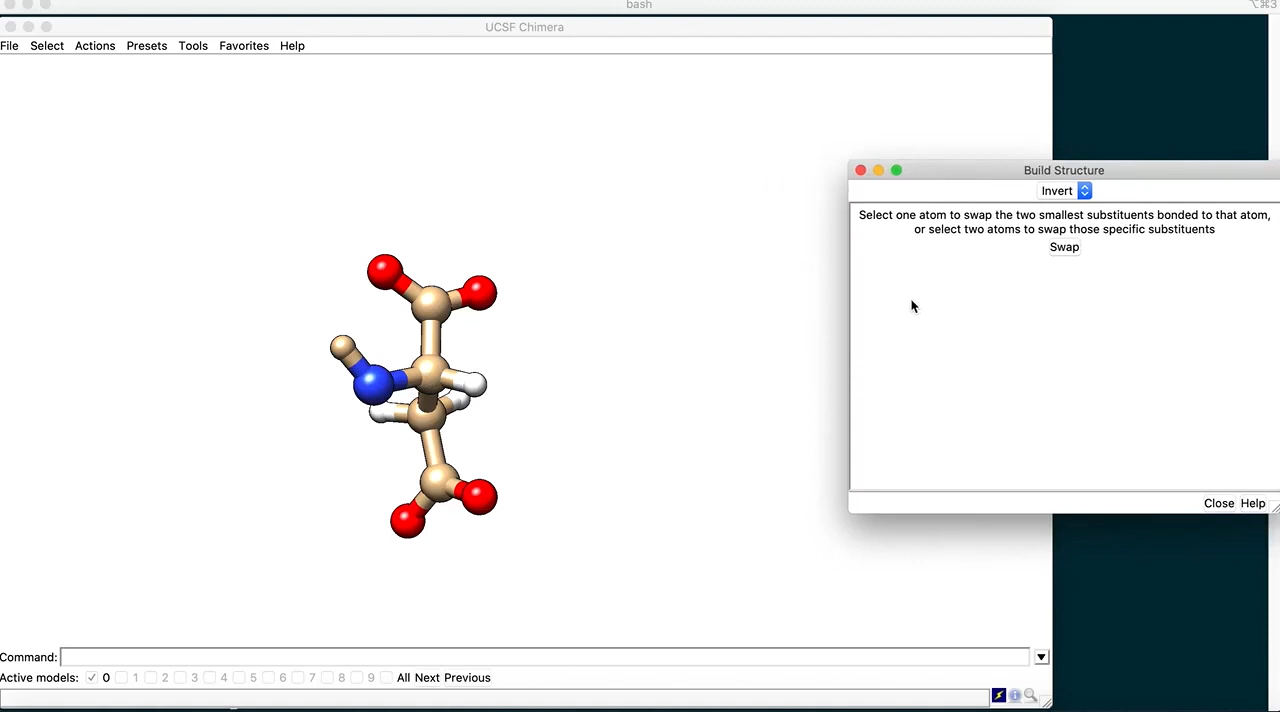 bash
⌥⌘3
UCSF Chimera
File Select Actions Presets Tools Favorites Help
Build Structure
Invert
Select one atom to swap the two smallest substituents bonded to that atom,
or select two atoms to swap those specific substituents
Swap
Close Help
Command:
Active models: 0 1 2 3 4 5 6 7 8 9 All Next Previous